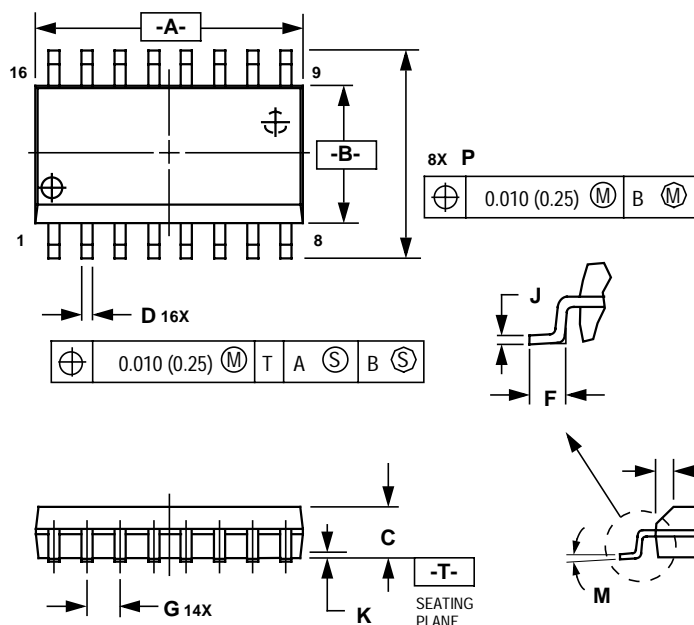 -A-
16 9
-B-
8X P
0.010 (0.25) M B M
1 8
J
D 16X
0.010 (0.25) M T A S B S
F
C
-T-
G 14X
K
SEATING
PLANE
M